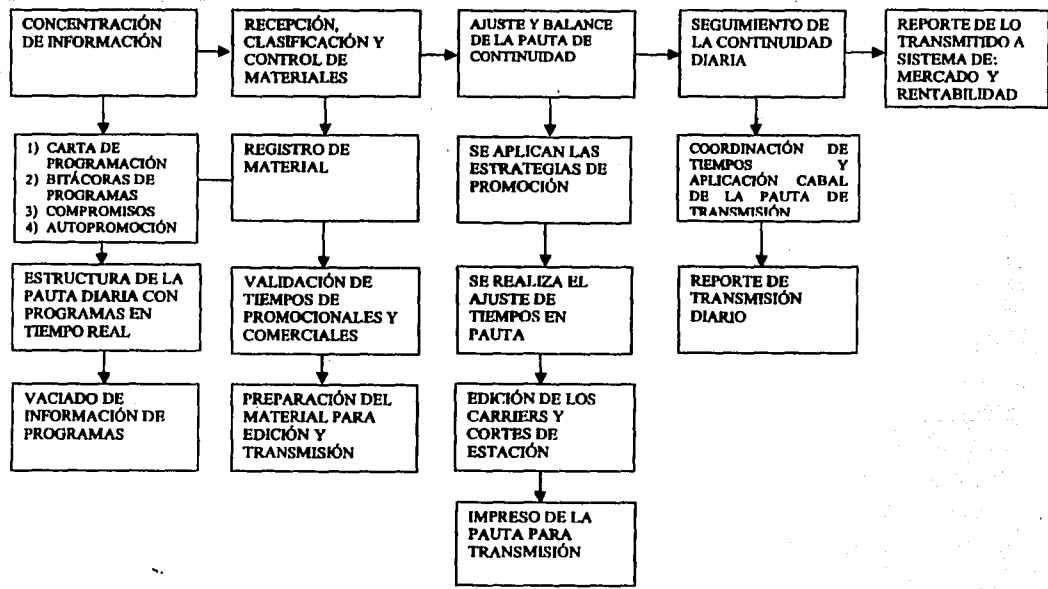 CONCENTRACIÓN
DE INFORMACIÓN
RECEPCIÓN,
CLASIFICACIÓN Y
CONTROL DE
MATERIALES
AJUSTE Y BALANCE
DE LA PAUTA DE
CONTINUIDAD
SEGUIMIENTO DE
LA CONTINUIDAD
DIARIA
REPORTE DE LO
TRANSMITIDO A
SISTEMA DE:
MERCADO Y
RENTABILIDAD
1) CARTA DE
PROGRAMACIÓN
2) BITÁCORAS DE
PROGRAMAS
3) COMPROMISOS
4) AUTOPROMOCIÓN
REGISTRO DE
MATERIAL
SE APLICAN LAS
ESTRATEGIAS DE
PROMOCIÓN
COORDINACIÓN DE
TIEMPOS Y
APLICACIÓN CABAL
DE LA PAUTA DE
TRANSMISIÓN
ESTRUCTURA DE LA
PAUTA DIARIA CON
PROGRAMAS EN
TIEMPO REAL
VALIDACIÓN DE
TIEMPOS DE
PROMOCIONALES Y
COMERCIALES
SE REALIZA EL
AJUSTE DE
TIEMPOS EN
PAUTA
REPORTE DE
TRANSMISIÓN
DIARIO
VACIADO DE
INFORMACIÓN DE
PROGRAMAS
PREPARACIÓN DEL
MATERIAL PARA
EDICIÓN Y
TRANSMISIÓN
EDICIÓN DE LOS
CARRIERS Y
CORTES DE
ESTACIÓN
IMPRESO DE LA
PAUTA PARA
TRANSMISIÓN